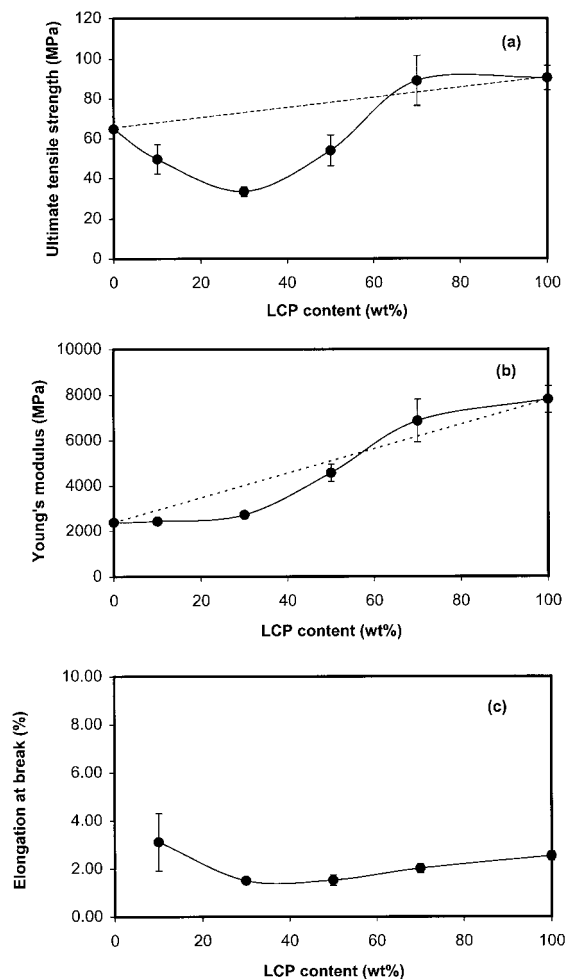 120
(a)
100
80
60
40
20
0
0 20 40 60 80 100
Ultimate tensile strength (MPa)
LCP content (wt%)
10000
(b)
8000
6000
4000
2000
0
0 20 40 60 80 100
Young's modulus (MPa)
LCP content (wt%)
10.00
(c)
8.00
6.00
4.00
2.00
0.00
0 20 40 60 80 100
Elongation at break (%)
LCP content (wt%)